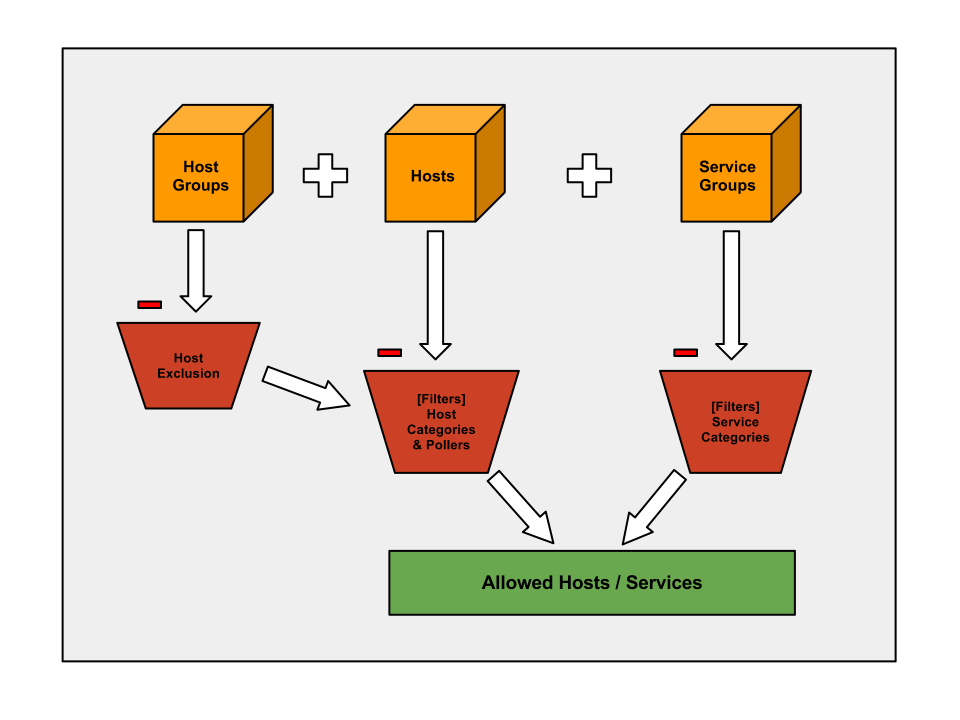 Host
Groups
Hosts
Service
Groups
Host
Exclusion
[Filters]
Host
Categories
& Pollers
[Filters]
Service
Categories
Allowed Hosts / Services